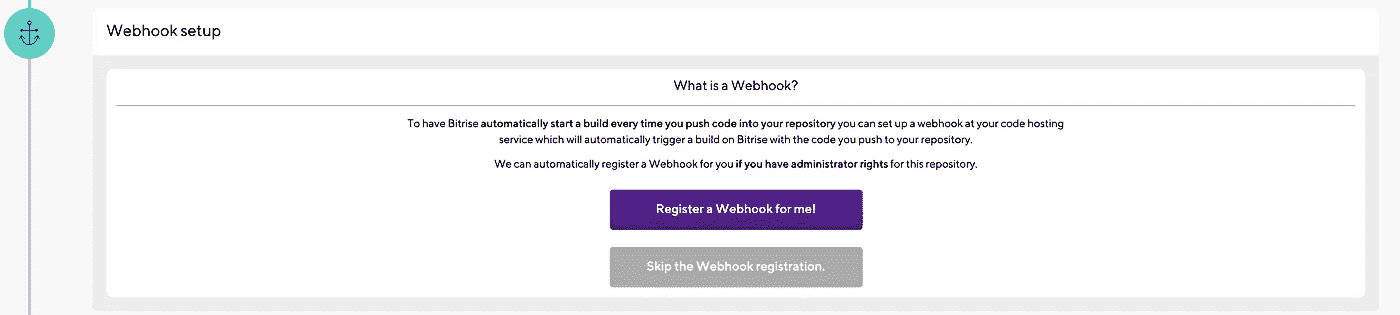 Webhook setup
What is a Webhook?
To have Bitrise automatically start a build every time you push code into your repository you can set up a webhook at your code hosting
service which will automatically trigger a build on Bitrise with the code you push to your repository.
We can automatically register a Webhook for you if you have administrator rights for this repository.
Register a Webhook for me!
Skip the Webhook registration.